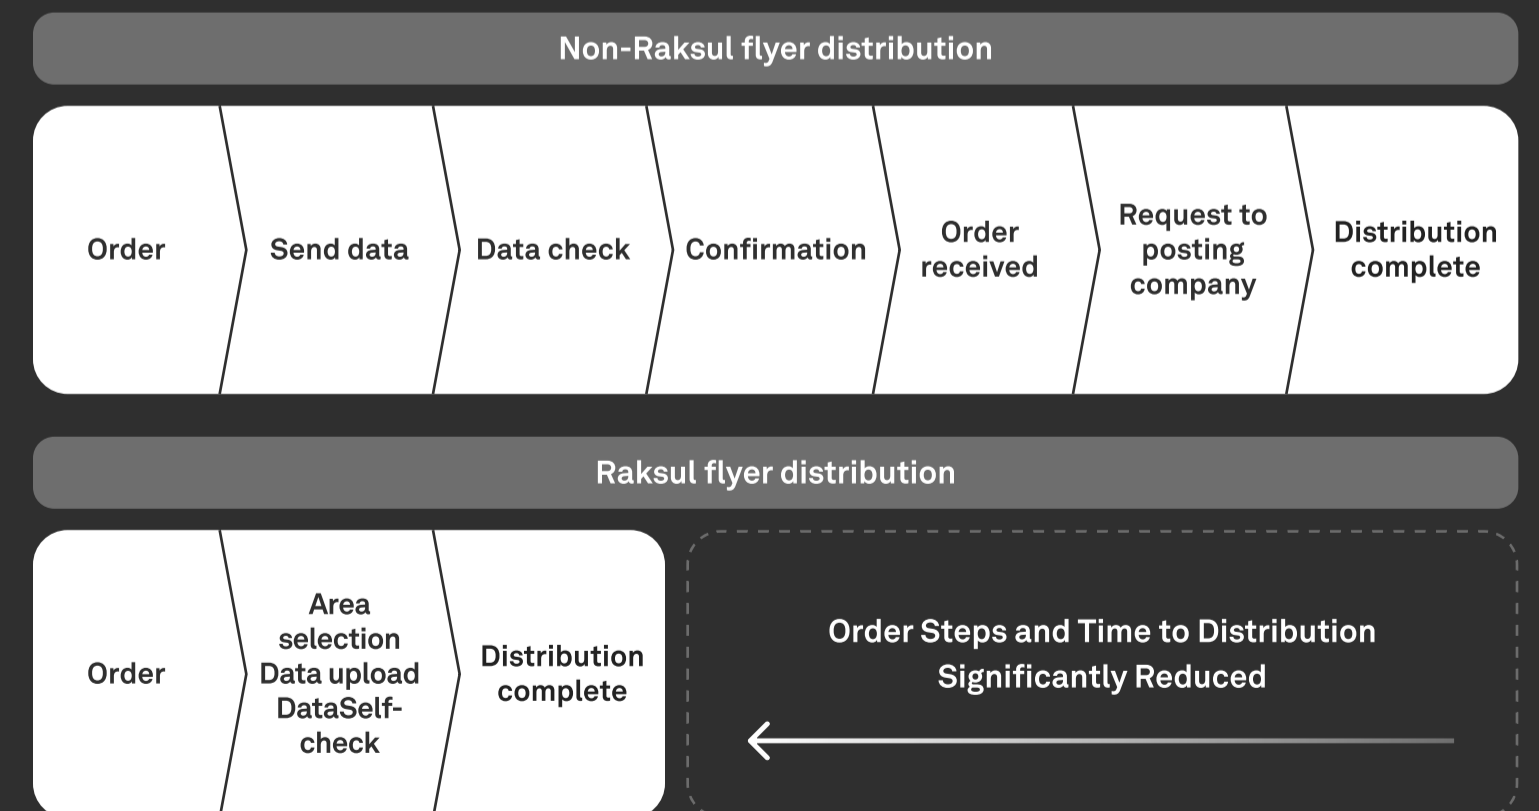 Non-Raksul flyer distribution
Order
Send data
Data check
Confirmation
Order
received
Request to
posting
company
Distribution
complete
Raksul flyer distribution
Order
Area
selection
Data upload
DataSelf-
check
Distribution
complete
Order Steps and Time to Distribution
Significantly Reduced